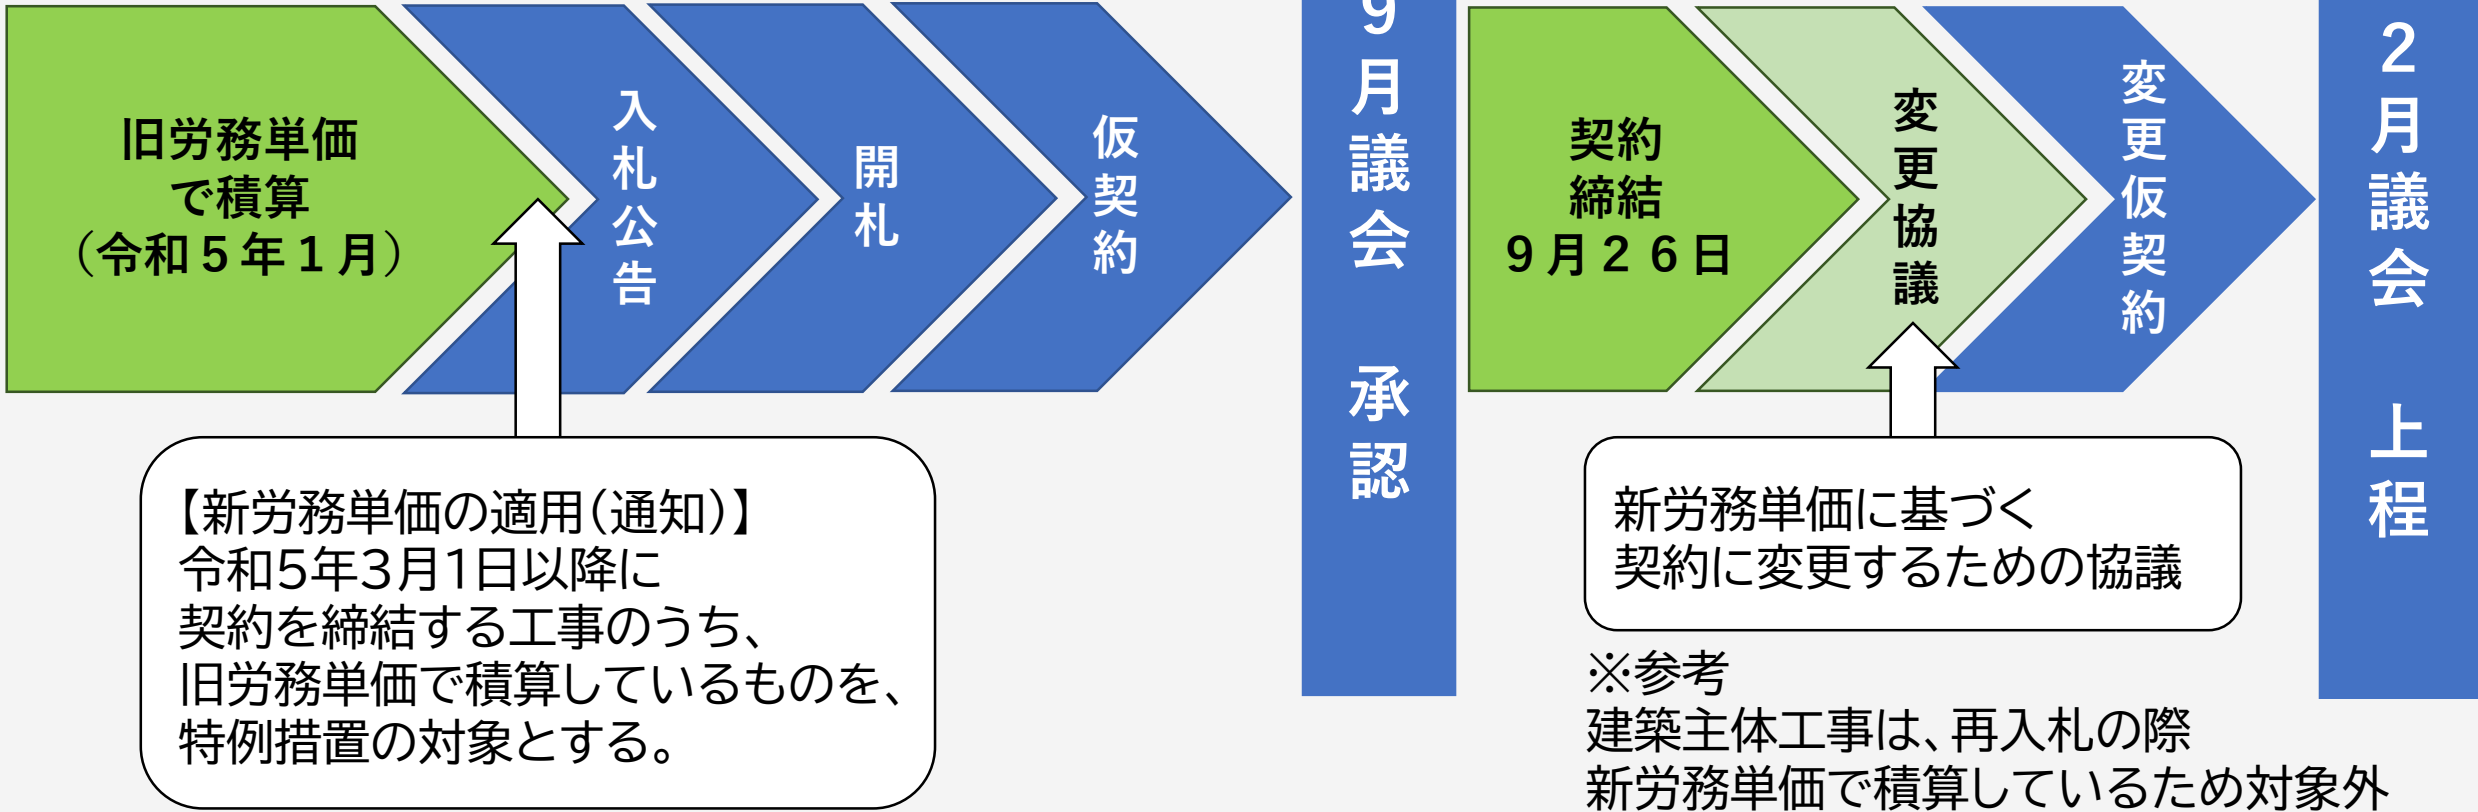 旧労務単価
で積算
（令和５年１月）
入札公告
開札
仮契約
９月議会　承認
契約
締結
９月２６日
変更協議
変更仮契約
２月議会　上程
【新労務単価の適用（通知）】
令和５年３月１日以降に
契約を締結する工事のうち、
旧労務単価で積算しているものを、
特例措置の対象とする。
新労務単価に基づく
契約に変更するための協議
※参考
建築主体工事は、再入札の際
新労務単価で積算しているため対象外